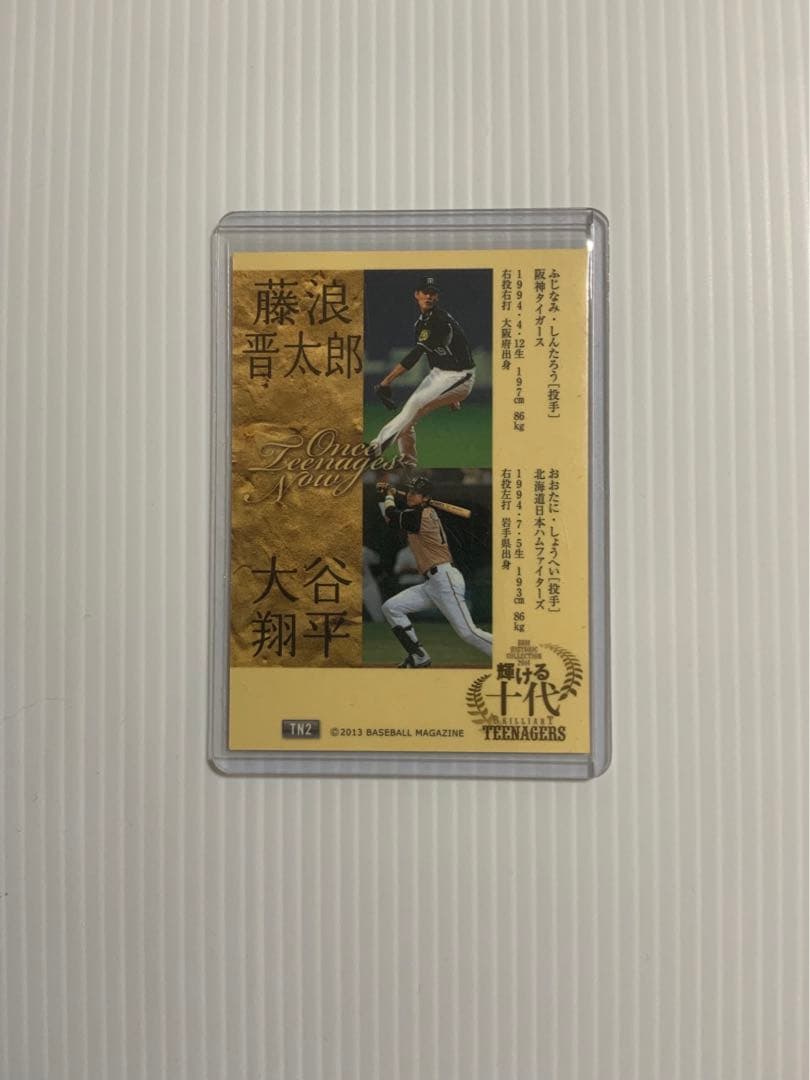 藤浪
晋太郎
Once
Teenages
Now
大谷
翔平
ふじなみ・しんたろう[投手]
阪神タイガース
1994・4・12生 197cm 86kg
右投右打 大阪府出身
おおたに・しょうへい[投手]
北海道日本ハムファイターズ
1994・7・5生 193cm 86kg
右投左打 岩手県出身
BBM
HISTORIC
COLLECTION
2014
輝ける
十代
BRILLIANT
TEENAGERS
TN2
©2013 BASEBALL MAGAZINE